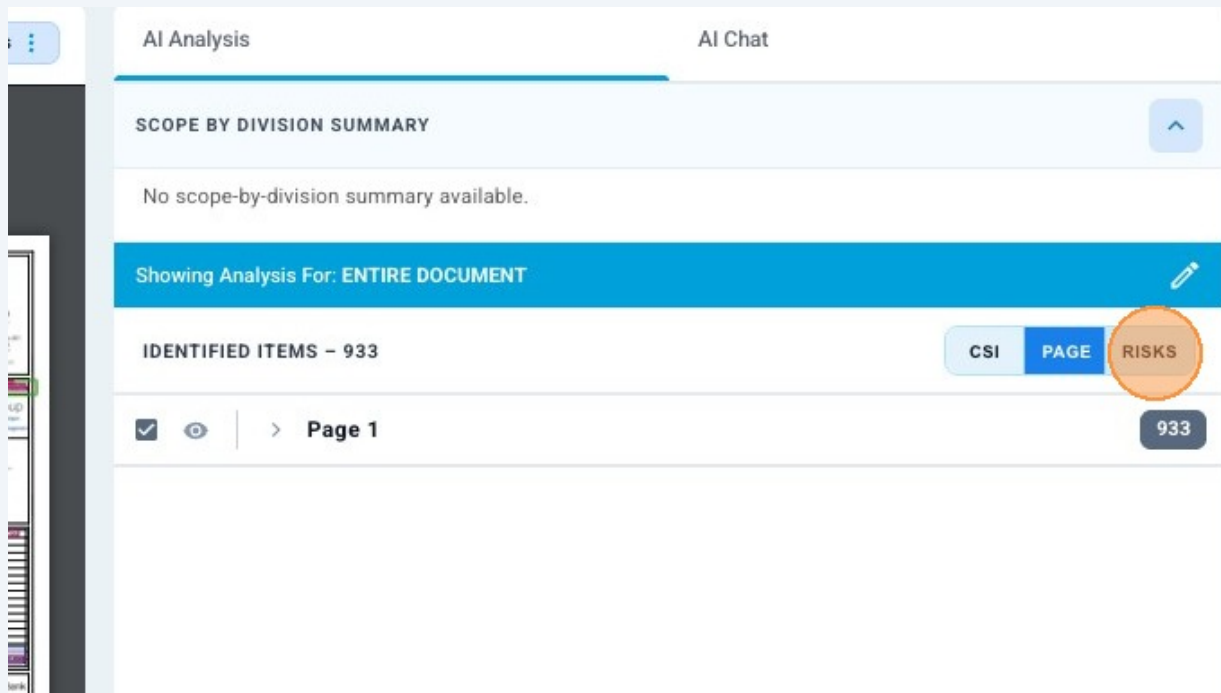 AI Analysis
AI Chat
SCOPE BY DIVISION SUMMARY
No scope-by-division summary available.
Showing Analysis For: ENTIRE DOCUMENT
IDENTIFIED ITEMS – 933
CSI PAGE RISKS
Page 1 933